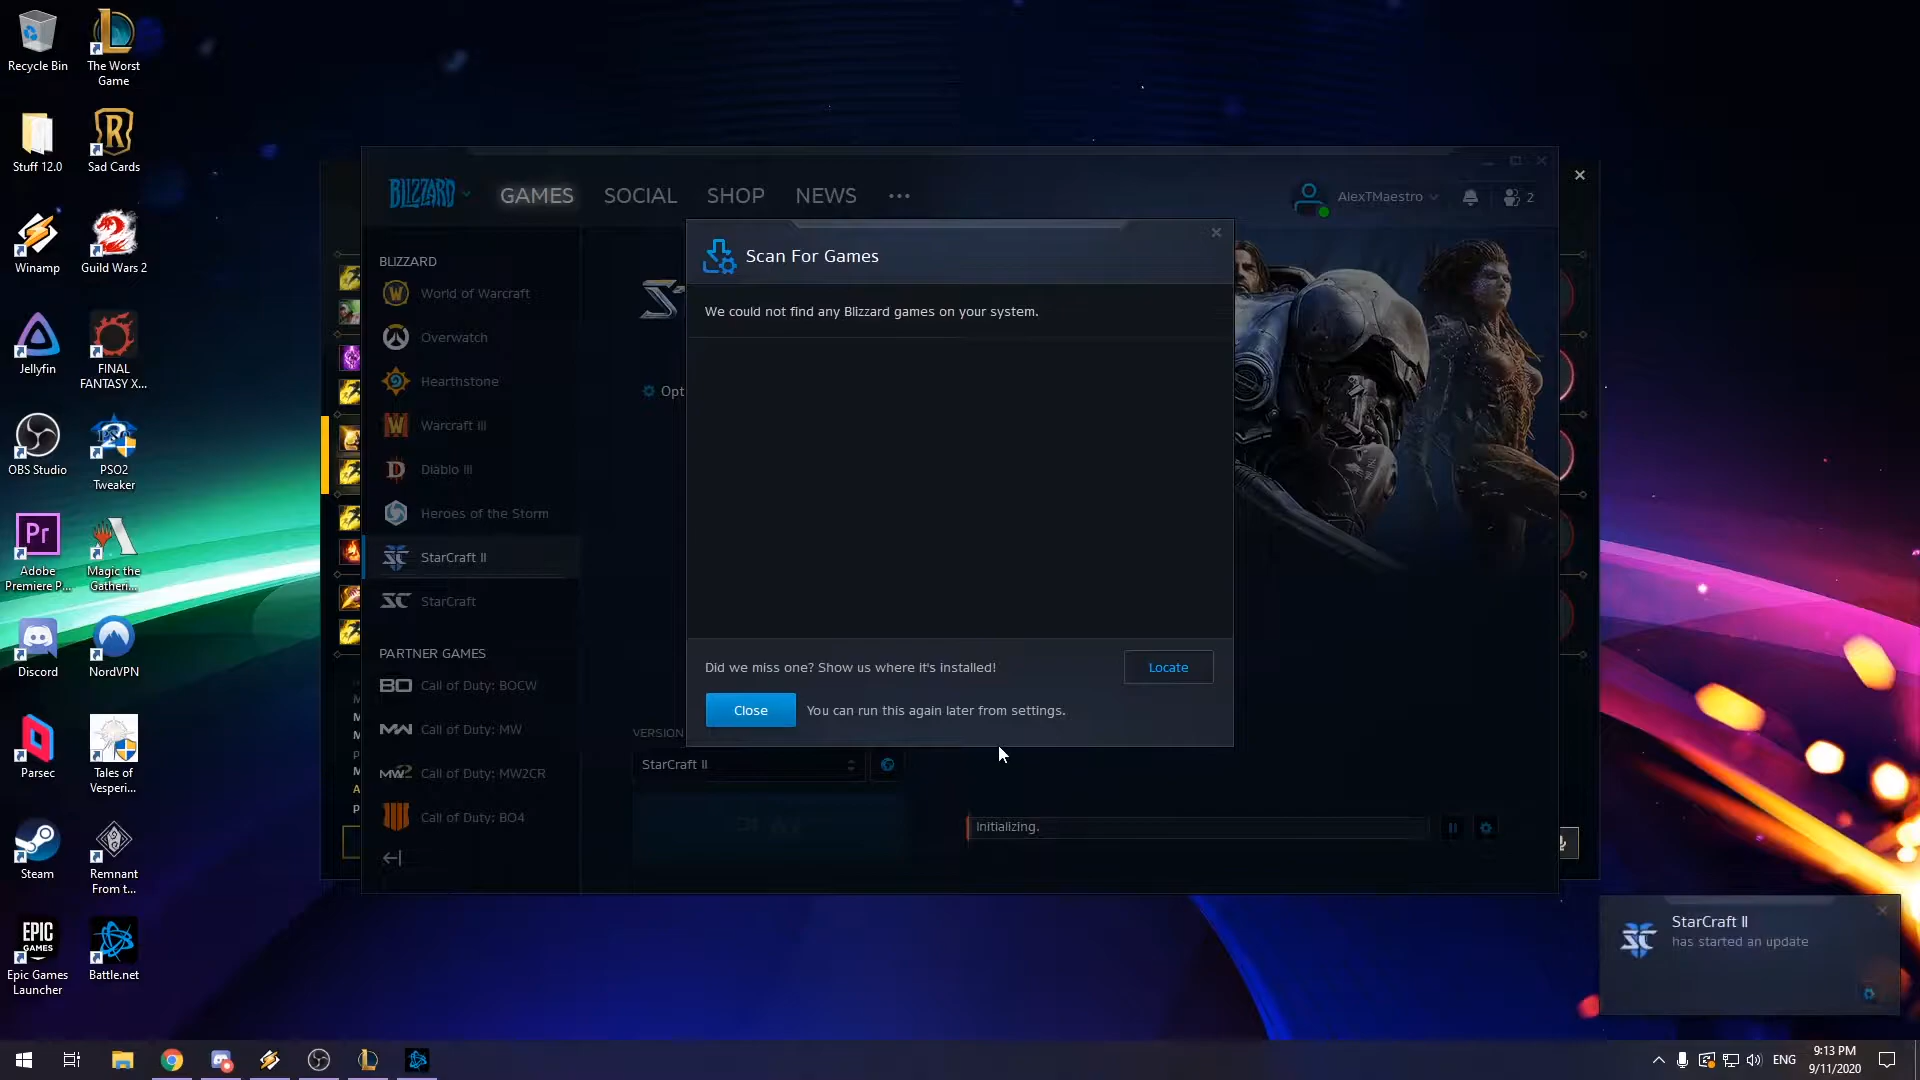 Recycle Bin
The Worst
Game
Stuff 12.0
Sad Cards
Winamp
Guild Wars 2
Jellyfin
FINAL
FANTASY X...
OBS Studio
PSO2
Tweaker
Pr
Adobe
Premiere P...
Magic the
Gatheri...
Discord
NordVPN
Parsec
Tales of
Vesperi...
Steam
Remnant
From t...
EPIC
GAMES
Epic Games
Launcher
Battle.net
BLIZZARD
GAMES
SOCIAL
SHOP
NEWS
AlexTMaestro
2
BLIZZARD
World of Warcraft
Overwatch
Hearthstone
Warcraft III
Diablo III
Heroes of the Storm
StarCraft II
StarCraft
PARTNER GAMES
Call of Duty: BOCW
Call of Duty: MW
Call of Duty: MW2CR
Call of Duty: BO4
Opt
Scan For Games
We could not find any Blizzard games on your system.
Did we miss one? Show us where it's installed!
Locate
Close
You can run this again later from settings.
VERSION
StarCraft II
Initializing.
StarCraft II
has started an update
ENG
9:13 PM
9/11/2020